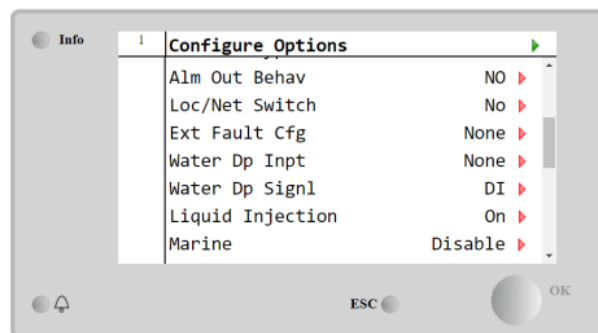 Info
1 Configure Options
Alm Out Behav NO
Loc/Net Switch No
Ext Fault Cfg None
Water Dp Inpt None
Water Dp Signl DI
Liquid Injection On
Marine Disable
ESC OK